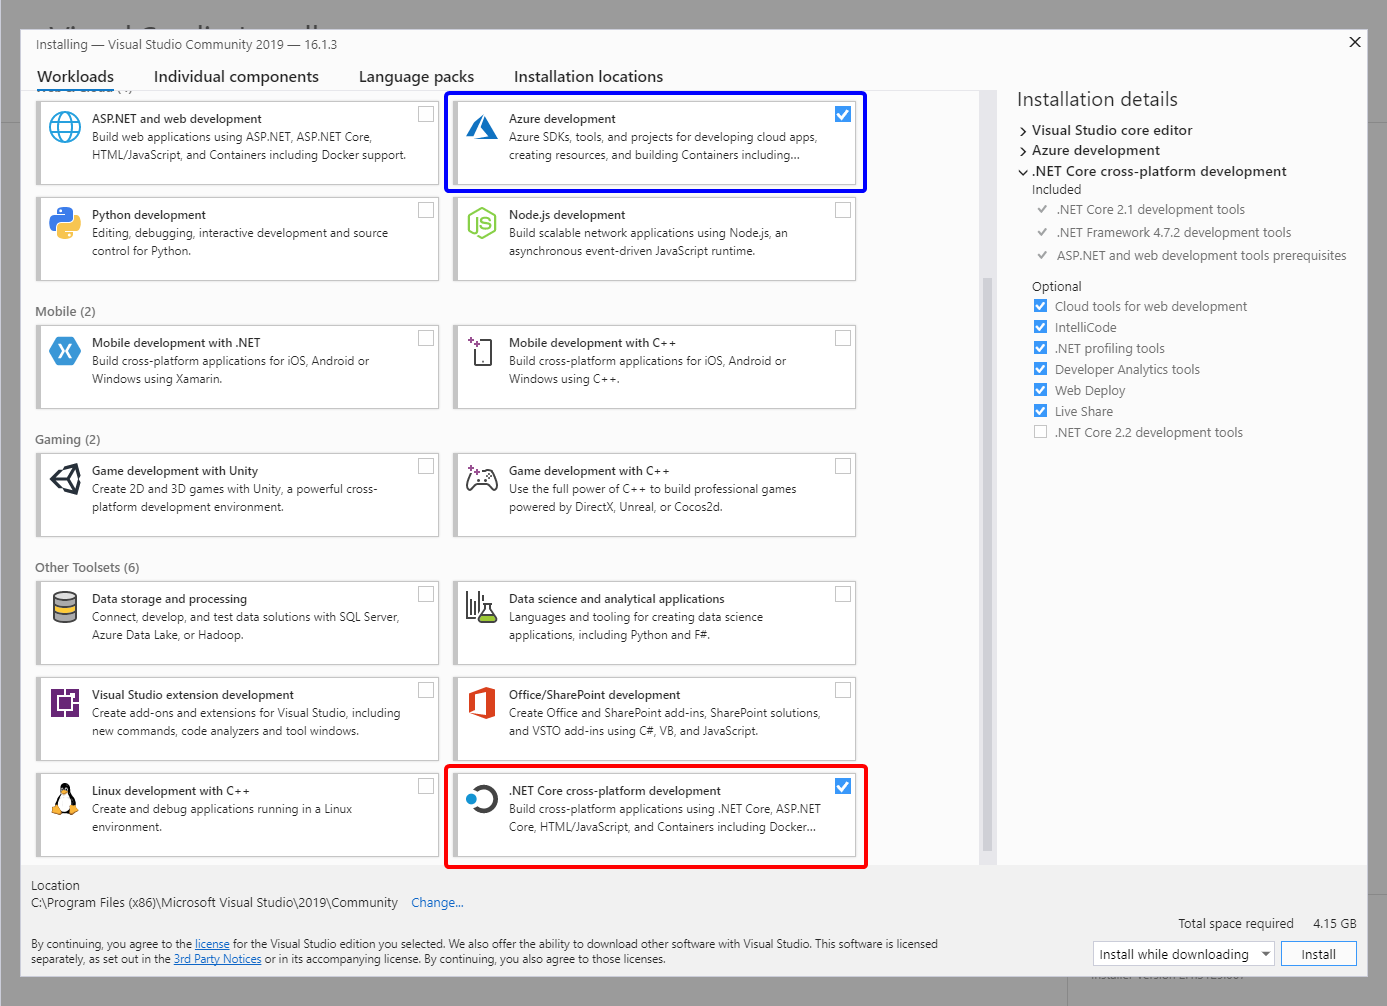 Installing — Visual Studio Community 2019 — 16.1.3
Workloads
Individual components
Language packs
Installation locations
ASP.NET and web development
Build web applications using ASP.NET, ASP.NET Core,
HTML/JavaScript, and Containers including Docker support.
Azure development
Azure SDKs, tools, and projects for developing cloud apps,
creating resources, and building Containers including...
Python development
Editing, debugging, interactive development and source
control for Python.
Node.js development
Build scalable network applications using Node.js, an
asynchronous event-driven JavaScript runtime.
Mobile (2)
Mobile development with .NET
Build cross-platform applications for iOS, Android or
Windows using Xamarin.
Mobile development with C++
Build cross-platform applications for iOS, Android or
Windows using C++.
Gaming (2)
Game development with Unity
Create 2D and 3D games with Unity, a powerful cross-
platform development environment.
Game development with C++
Use the full power of C++ to build professional games
powered by DirectX, Unreal, or Cocos2d.
Other Toolsets (6)
Data storage and processing
Connect, develop, and test data solutions with SQL Server,
Azure Data Lake, or Hadoop.
Data science and analytical applications
Languages and tooling for creating data science
applications, including Python and F#.
Visual Studio extension development
Create add-ons and extensions for Visual Studio, including
new commands, code analyzers and tool windows.
Office/SharePoint development
Create Office and SharePoint add-ins, SharePoint solutions,
and VSTO add-ins using C#, VB, and JavaScript.
Linux development with C++
Create and debug applications running in a Linux
environment.
.NET Core cross-platform development
Build cross-platform applications using .NET Core, ASP.NET
Core, HTML/JavaScript, and Containers including Docker...
Installation details
Visual Studio core editor
Azure development
.NET Core cross-platform development
Included
.NET Core 2.1 development tools
.NET Framework 4.7.2 development tools
ASP.NET and web development tools prerequisites
Optional
Cloud tools for web development
IntelliCode
.NET profiling tools
Developer Analytics tools
Web Deploy
Live Share
.NET Core 2.2 development tools
Location
C:\Program Files (x86)\Microsoft Visual Studio\2019\Community Change...
By continuing, you agree to the license for the Visual Studio edition you selected. We also offer the ability to download other software with Visual Studio. This software is licensed
separately, as set out in the 3rd Party Notices or in its accompanying license. By continuing, you also agree to those licenses.
Total space required 4.15 GB
Install while downloading
Install